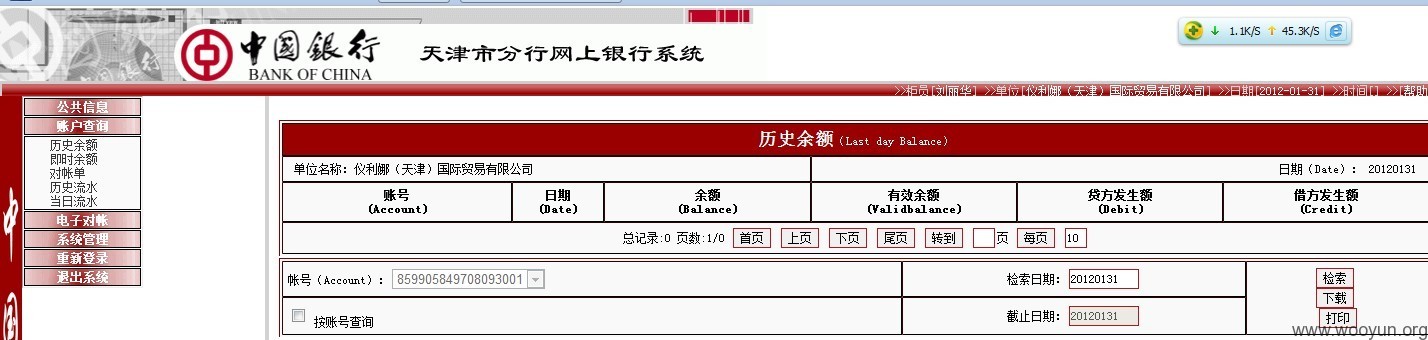 中國銀行 天津市分行网上银行系统
BANK OF CHINA
1.1K/S 45.3K/S
>>柜员[刘丽华] >>单位[仪利娜（天津）国际贸易有限公司] >>日期[2012-01-31] >>时间[] >>[帮助
公共信息
账户查询
历史余额
即时余额
对帐单
历史流水
当日流水
电子对帐
系统管理
重新登录
退出系统
中
国
历史余额（Last day Balance）
单位名称：仪利娜（天津）国际贸易有限公司 日期（Date）： 20120131
账号 日期 余额 有效余额 贷方发生额 借方发生额
(Account) (Date) (Balance) (Validbalance) (Debit) (Credit)
总记录:0 页数:1/0 首页 上页 下页 尾页 转到 页 每页 10
帐号（Account）： 859905849708093001 检索日期： 20120131 检索
下载
按账号查询 截止日期： 20120131 打印
www.wooyun.org